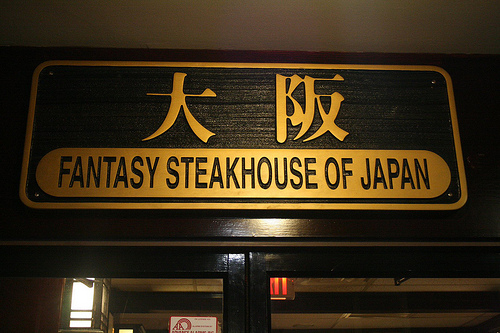 大阪
FANTASY STEAKHOUSE OF JAPAN